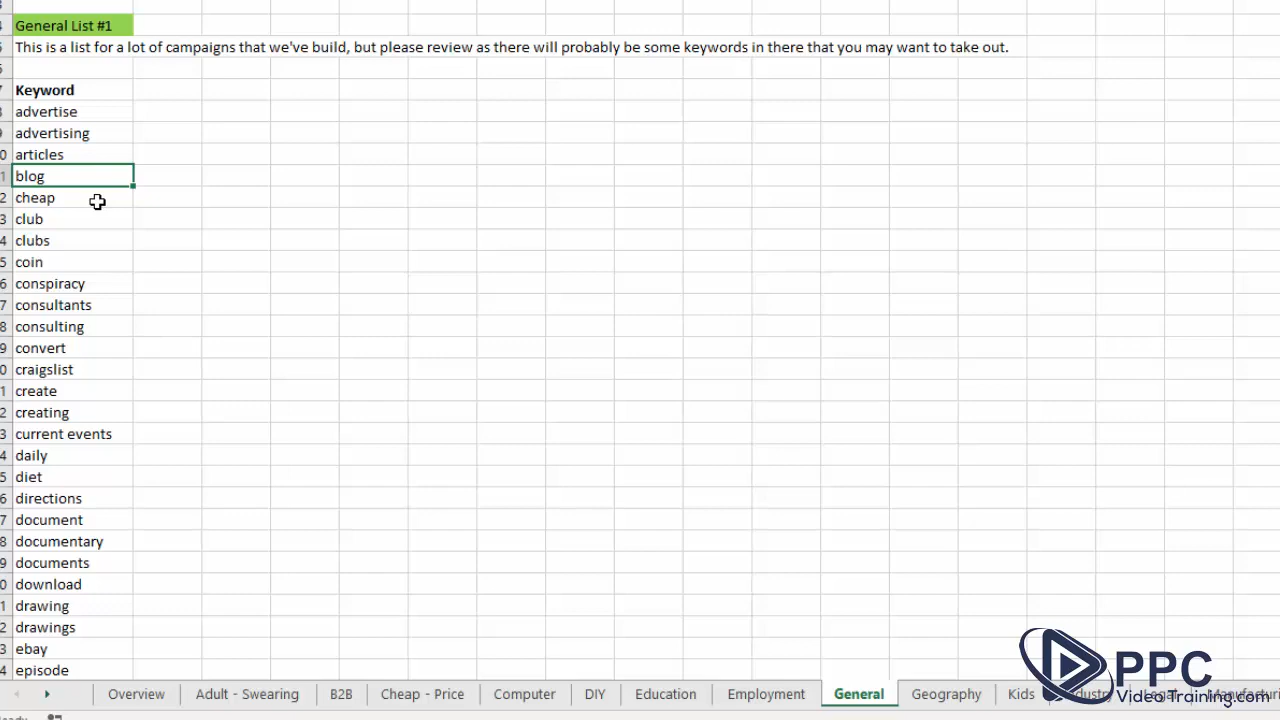 General List #1
This is a list for a lot of campaigns that we've build, but please review as there will probably be some keywords in there that you may want to take out.
Keyword
advertise
advertising
articles
blog
cheap
club
clubs
coin
conspiracy
consultants
consulting
convert
craigslist
create
creating
current events
daily
diet
directions
document
documentary
documents
download
drawing
drawings
ebay
episode
Overview Adult - Swearing B2B Cheap - Price Computer DIY Education Employment General Geography Kids
PPC
VideoTraining.com